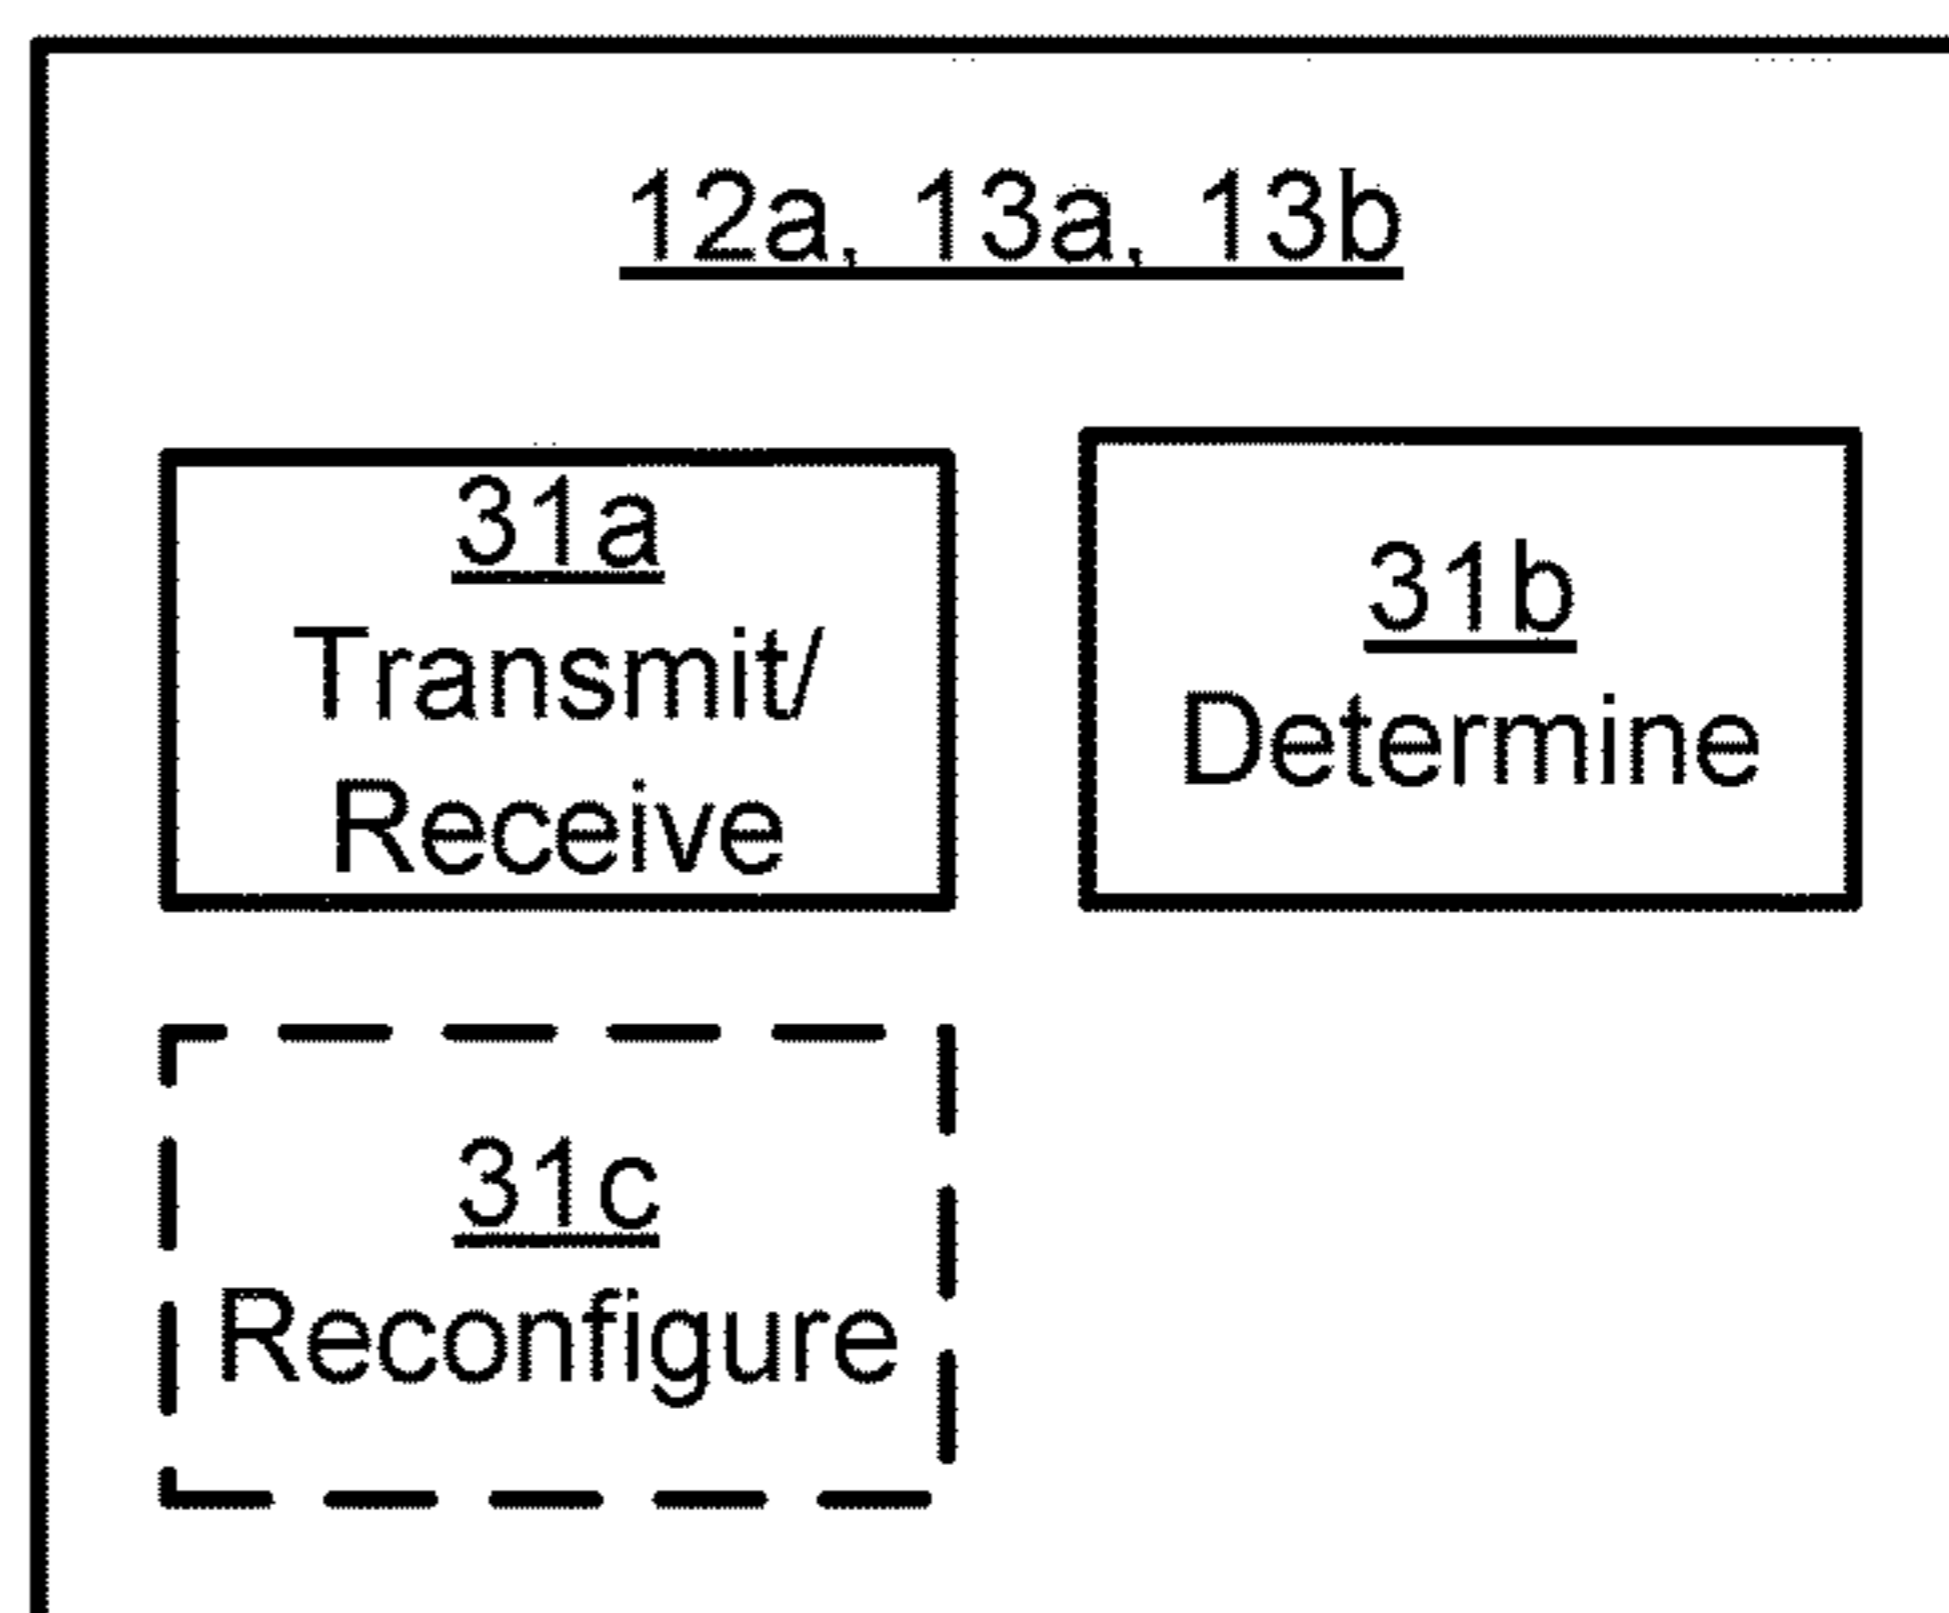 12a, 13a, 13b
31a
Transmit/
Receive
31b
Determine
31c
Reconfigure